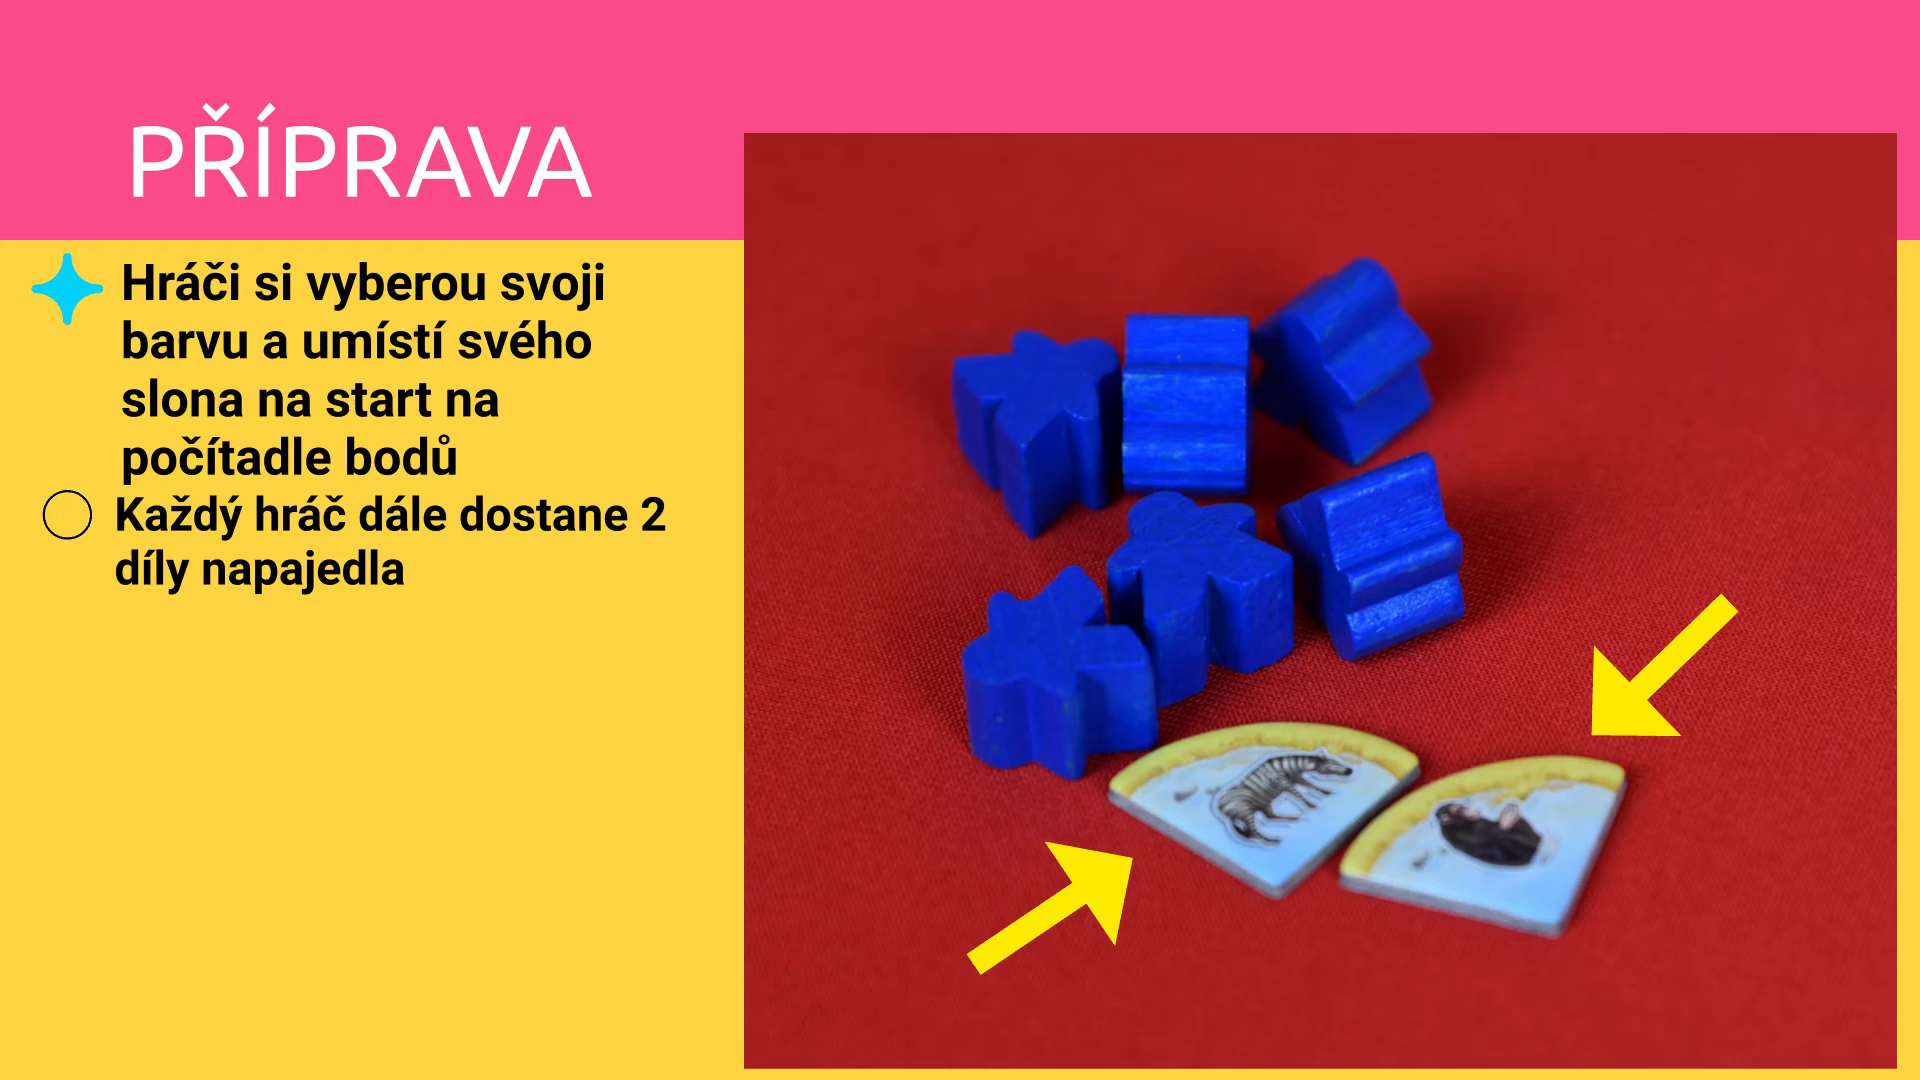 PŘÍPRAVA
Hráči si vyberou svoji
barvu a umístí svého
slona na start na
počítadle bodů
Každý hráč dále dostane 2
díly napajedla